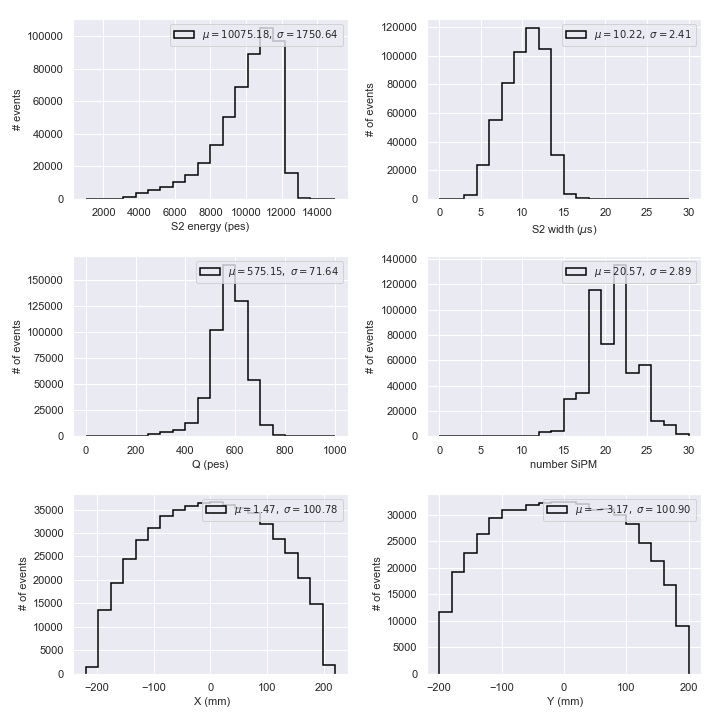 μ = 10075.18, σ = 1750.64
# events
100000
80000
60000
40000
20000
0
2000 4000 6000 8000 10000 12000 14000
S2 energy (pes)
μ = 10.22, σ = 2.41
# of events
120000
100000
80000
60000
40000
20000
0
0 5 10 15 20 25 30
S2 width (μs)
μ = 575.15, σ = 71.64
# of events
150000
125000
100000
75000
50000
25000
0
0 200 400 600 800 1000
Q (pes)
μ = 20.57, σ = 2.89
# of events
140000
120000
100000
80000
60000
40000
20000
0
0 5 10 15 20 25 30
number SiPM
μ = 1.47, σ = 100.78
# of events
35000
30000
25000
20000
15000
10000
5000
0
−200 −100 0 100 200
X (mm)
μ = − 3.17, σ = 100.90
# of events
30000
25000
20000
15000
10000
5000
0
−200 −100 0 100 200
Y (mm)